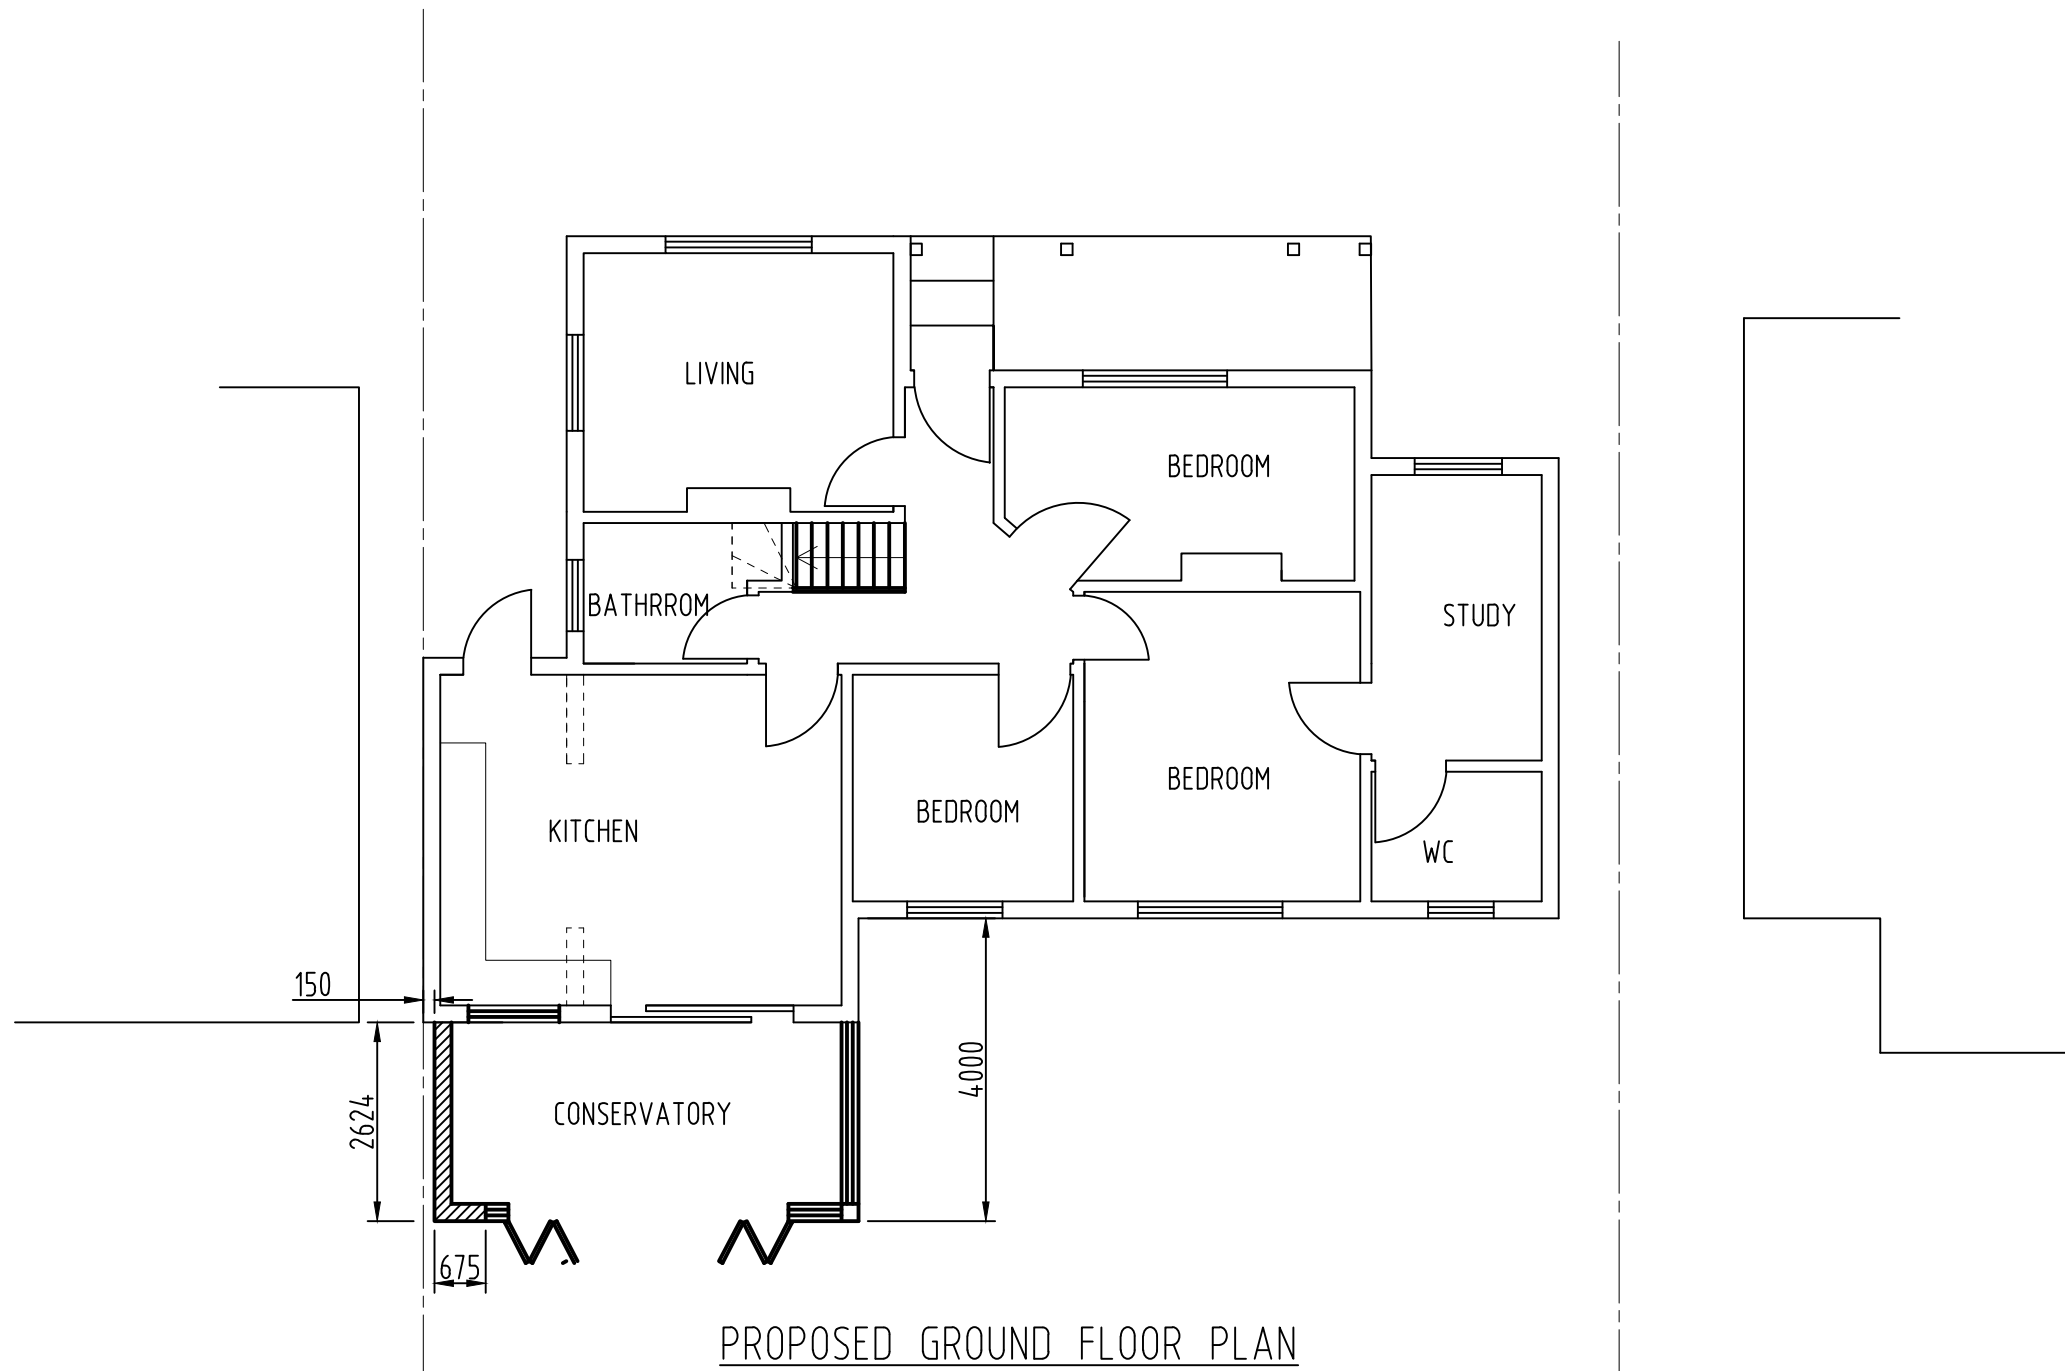 LIVING
BEDROOM
BATHRROM
STUDY
BEDROOM
BEDROOM
KITCHEN
WC
150
4000
2624
CONSERVATORY
675
PROPOSED GROUND FLOOR PLAN